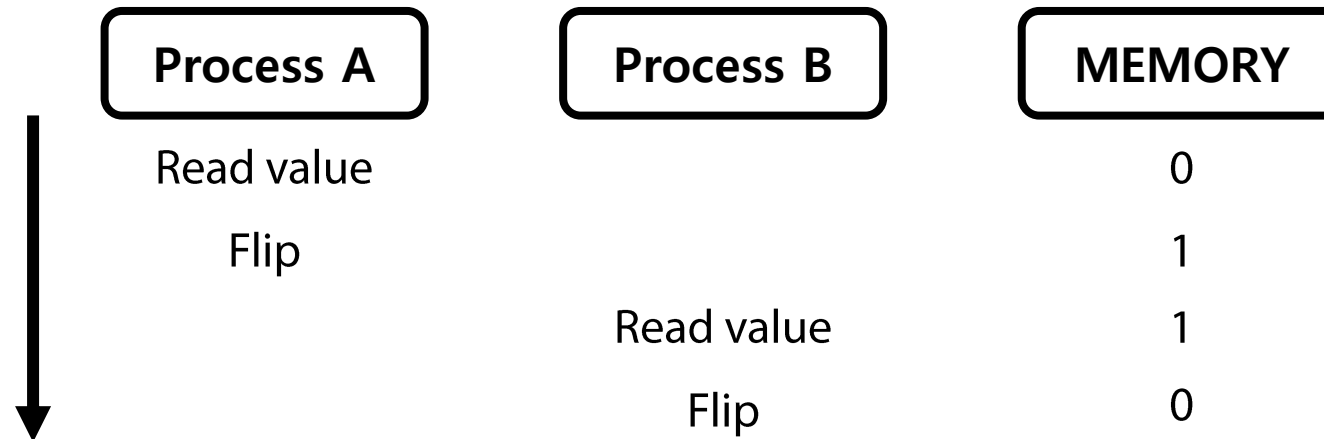 Process A Process B MEMORY
Read value 0
Flip 1
Read value 1
Flip 0